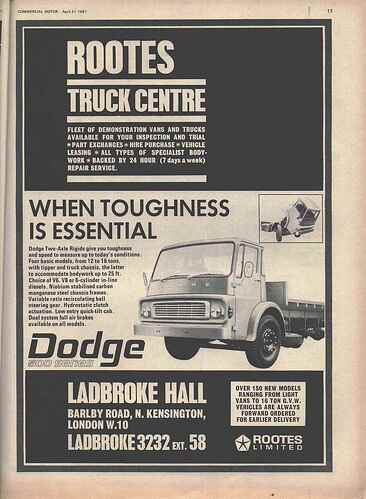 COMMERCIAL MOTOR April 21 1967
11
ROOTES
TRUCK CENTRE
FLEET OF DEMONSTRATION VANS AND TRUCKS
AVAILABLE FOR YOUR INSPECTION AND TRIAL
* PART EXCHANGES * HIRE PURCHASE * VEHICLE
LEASING * ALL TYPES OF SPECIALIST BODY-
WORK * BACKED BY 24 HOUR (7 days a week)
REPAIR SERVICE.
WHEN TOUGHNESS
IS ESSENTIAL
Dodge Two-Axle Rigids give you toughness
and speed to measure up to today's conditions.
Four basic models, from 12 to 16 tons,
with tipper and truck chassis, the latter
to accommodate bodywork up to 25 ft.
Choice of V6, V8 or 6-cylinder in-line
diesels. Niobium stabilised carbon
manganese steel chassis frames.
Variable ratio recirculating ball
steering gear. Hydrostatic clutch
actuation. Low entry quick-tilt cab.
Dual system full air brakes
available on all models.
Dodge
500 series
LADBROKE HALL
BARLBY ROAD, N. KENSINGTON,
LONDON W.10
LADBROKE 3232 EXT. 58
OVER 150 NEW MODELS
RANGING FROM LIGHT
VANS TO 16 TON G.V.W.
VEHICLES ARE ALWAYS
FORWARD ORDERED
FOR EARLIER DELIVERY
ROOTES
LIMITED